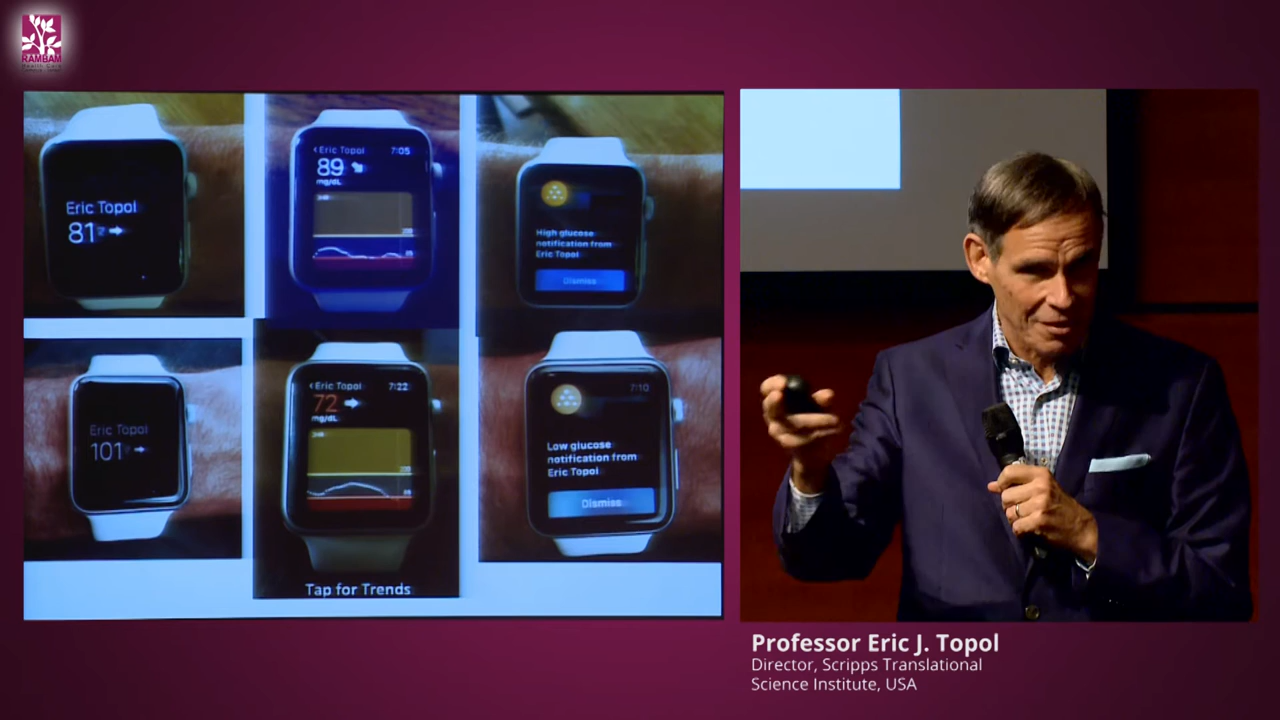 RAMBAM
Eric Topol
81
Eric Topol
7:05
89
mg/dL
High glucose
notification from
Eric Topol
Dismiss
Eric Topol
101
Eric Topol
7:22
72
mg/dL
Tap for Trends
7:10
Low glucose
notification from
Eric Topol
Dismiss
Professor Eric J. Topol
Director, Scripps Translational
Science Institute, USA